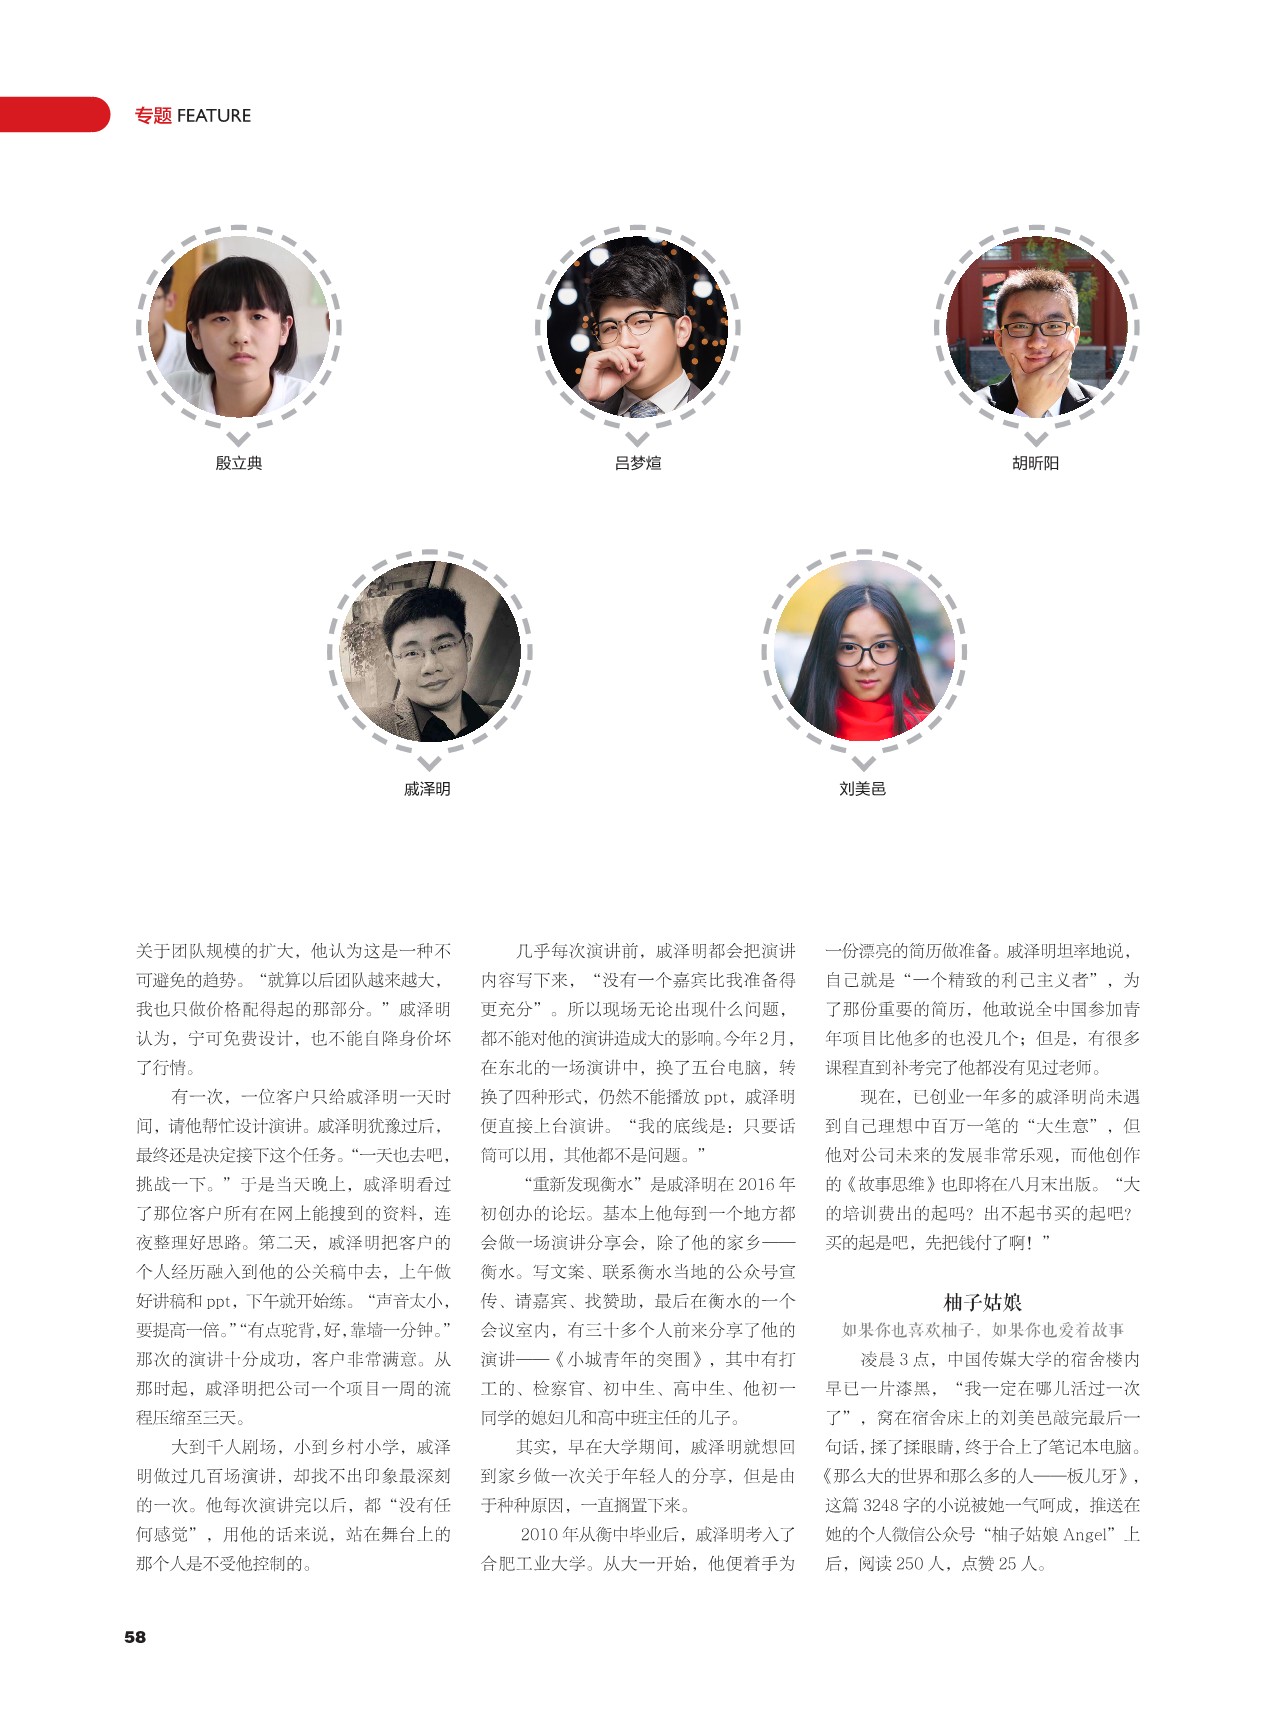 专题 FEATURE
殷立典
吕梦煊
胡昕阳
戚泽明
刘美邑
关于团队规模的扩大，他认为这是一种不
可避免的趋势。“就算以后团队越来越大，
我也只做价格配得起的那部分。”戚泽明
认为，宁可免费设计，也不能自降身价坏
了行情。
有一次，一位客户只给戚泽明一天时
间，请他帮忙设计演讲。戚泽明犹豫过后，
最终还是决定接下这个任务。“一天也去吧，
挑战一下。”于是当天晚上，戚泽明看过
了那位客户所有在网上能搜到的资料，连
夜整理好思路。第二天，戚泽明把客户的
个人经历融入到他的公关稿中去，上午做
好讲稿和 ppt，下午就开始练。“声音太小，
要提高一倍。”“有点驼背，好，靠墙一分钟。”
那次的演讲十分成功，客户非常满意。从
那时起，戚泽明把公司一个项目一周的流
程压缩至三天。
大到千人剧场，小到乡村小学，戚泽
明做过几百场演讲，却找不出印象最深刻
的一次。他每次演讲完以后，都“没有任
何感觉”，用他的话来说，站在舞台上的
那个人是不受他控制的。
几乎每次演讲前，戚泽明都会把演讲
内容写下来，“没有一个嘉宾比我准备得
更充分”。所以现场无论出现什么问题，
都不能对他的演讲造成大的影响。今年 2 月，
在东北的一场演讲中，换了五台电脑，转
换了四种形式，仍然不能播放 ppt，戚泽明
便直接上台演讲。“我的底线是：只要话
筒可以用，其他都不是问题。”
“重新发现衡水”是戚泽明在 2016 年
初创办的论坛。基本上他每到一个地方都
会做一场演讲分享会，除了他的家乡——
衡水。写文案、联系衡水当地的公众号宣
传、请嘉宾、找赞助，最后在衡水的一个
会议室内，有三十多个人前来分享了他的
演讲——《小城青年的突围》，其中有打
工的、检察官、初中生、高中生、他初一
同学的媳妇儿和高中班主任的儿子。
其实，早在大学期间，戚泽明就想回
到家乡做一次关于年轻人的分享，但是由
于种种原因，一直搁置下来。
2010 年从衡中毕业后，戚泽明考入了
合肥工业大学。从大一开始，他便着手为
一份漂亮的简历做准备。戚泽明坦率地说，
自己就是“一个精致的利己主义者”，为
了那份重要的简历，他敢说全中国参加青
年项目比他多的也没几个；但是，有很多
课程直到补考完了他都没有见过老师。
现在，已创业一年多的戚泽明尚未遇
到自己理想中百万一笔的“大生意”，但
他对公司未来的发展非常乐观，而他创作
的《故事思维》也即将在八月末出版。“大
的培训费出的起吗？出不起书买的起吧？
买的起是吧，先把钱付了啊！”
柚子姑娘
如果你也喜欢柚子，如果你也爱着故事
凌晨 3 点，中国传媒大学的宿舍楼内
早已一片漆黑，“我一定在哪儿活过一次
了”，窝在宿舍床上的刘美邑敲完最后一
句话，揉了揉眼睛，终于合上了笔记本电脑。
《那么大的世界和那么多的人——板儿牙》，
这篇 3248 字的小说被她一气呵成，推送在
她的个人微信公众号“柚子姑娘 Angel”上
后，阅读 250 人，点赞 25 人。
58